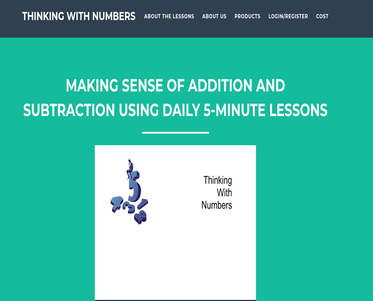 THINKING WITH NUMBERS
ABOUT THE LESSONS ABOUT US PRODUCTS LOGIN/REGISTER COST
MAKING SENSE OF ADDITION AND
SUBTRACTION USING DAILY 5-MINUTE LESSONS
Thinking
With
Numbers